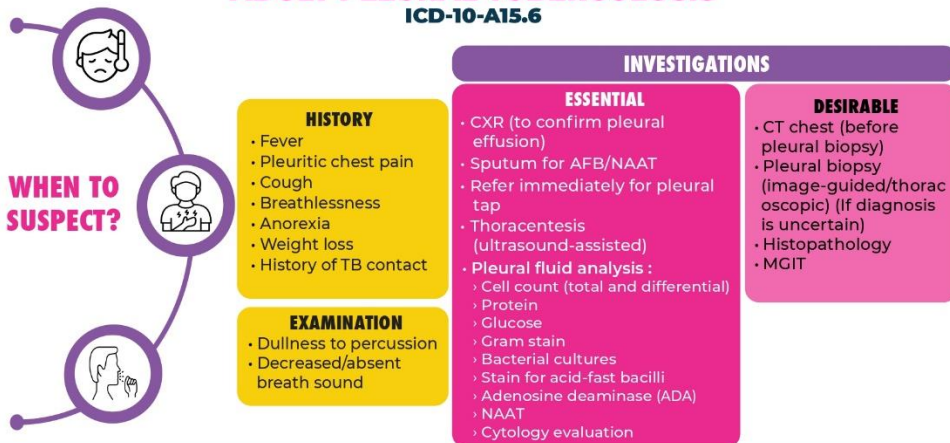 ICD-10-A15.6
WHEN TO
SUSPECT?
HISTORY
• Fever
• Pleuritic chest pain
• Cough
• Breathlessness
• Anorexia
• Weight loss
• History of TB contact
EXAMINATION
• Dullness to percussion
• Decreased/absent
breath sound
INVESTIGATIONS
ESSENTIAL
• CXR (to confirm pleural
effusion)
• Sputum for AFB/NAAT
• Refer immediately for pleural
tap
• Thoracentesis
(ultrasound-assisted)
• Pleural fluid analysis :
› Cell count (total and differential)
› Protein
› Glucose
› Gram stain
› Bacterial cultures
› Stain for acid-fast bacilli
› Adenosine deaminase (ADA)
› NAAT
› Cytology evaluation
DESIRABLE
• CT chest (before
pleural biopsy)
• Pleural biopsy
(image-guided/thorac
oscopic) (If diagnosis
is uncertain)
• Histopathology
• MGIT